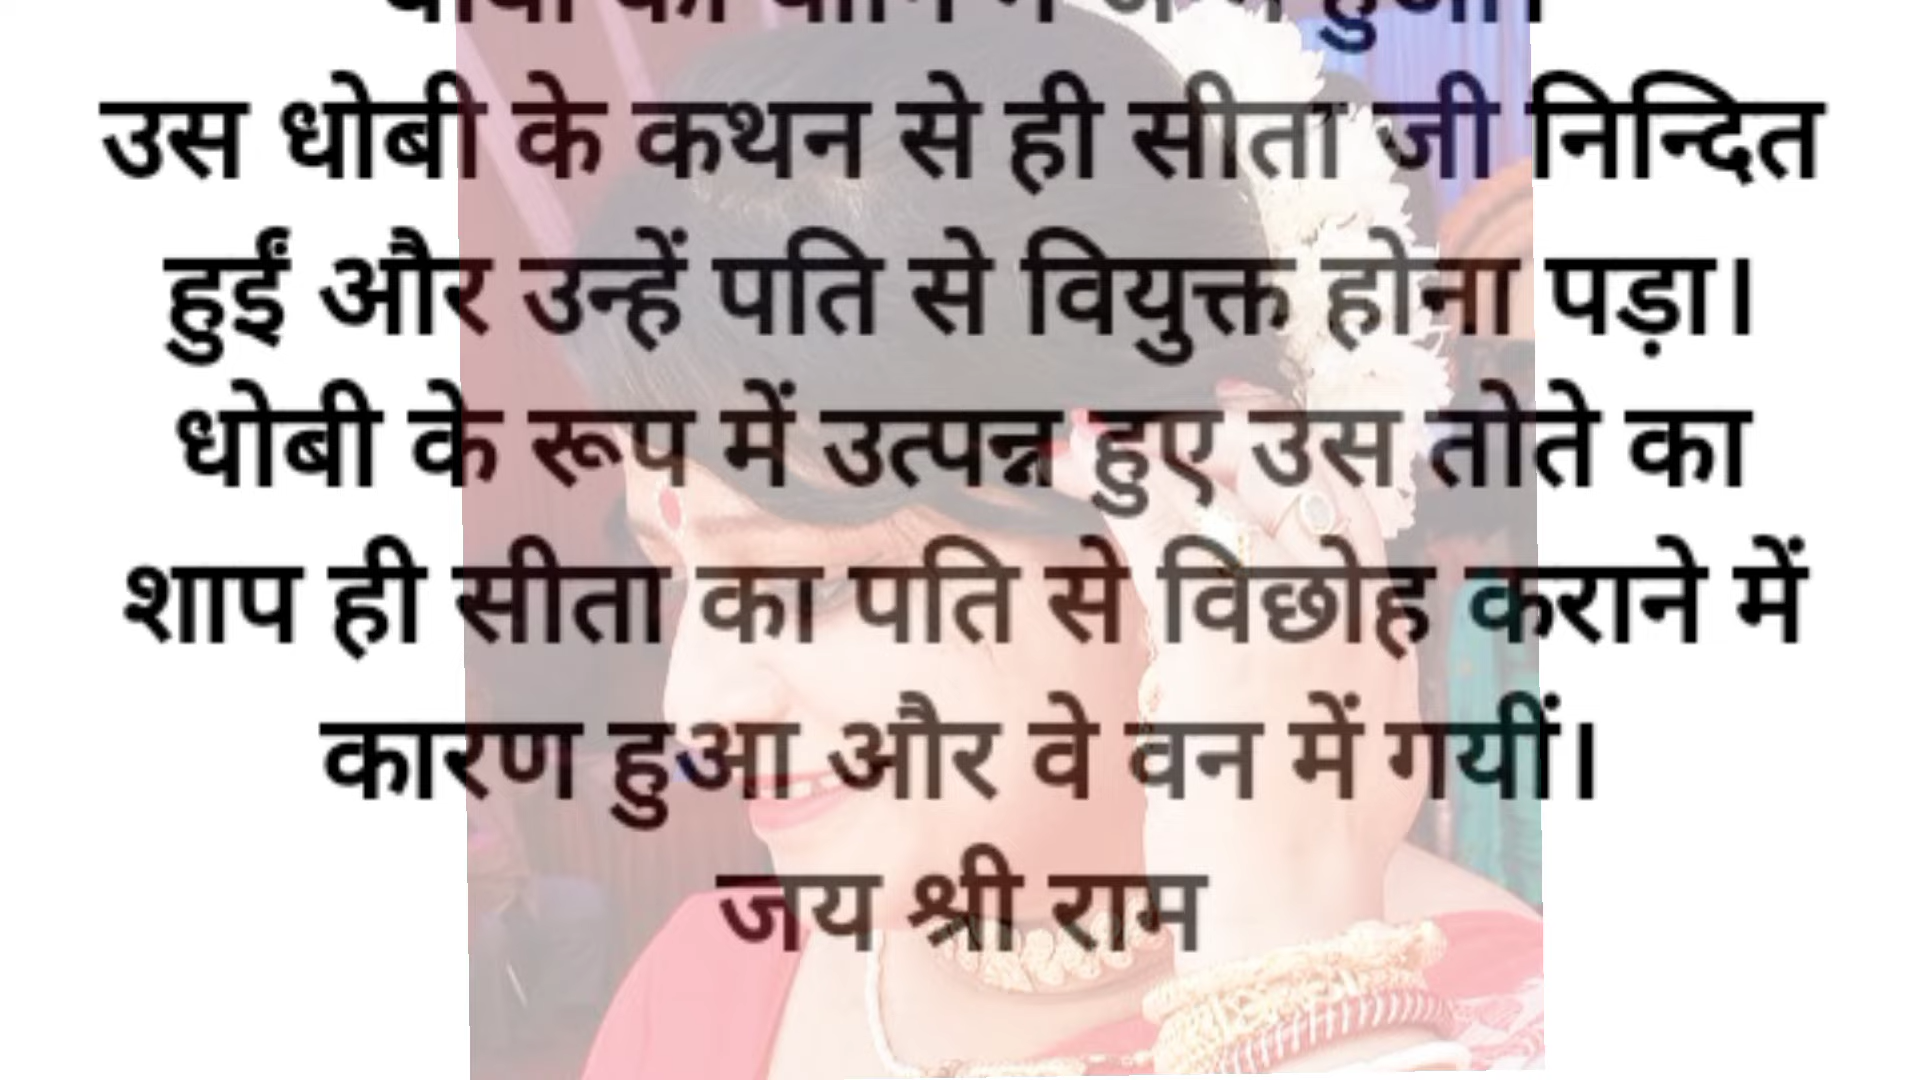 हुआ।
उस धोबी के कथन से ही सीता जी निन्दित
हुईं और उन्हें पति से वियुक्त होना पड़ा।
धोबी के रूप में उत्पन्न हुए उस तोते का
शाप ही सीता का पति से विछोह कराने में
कारण हुआ और वे वन में गयीं।
जय श्री राम